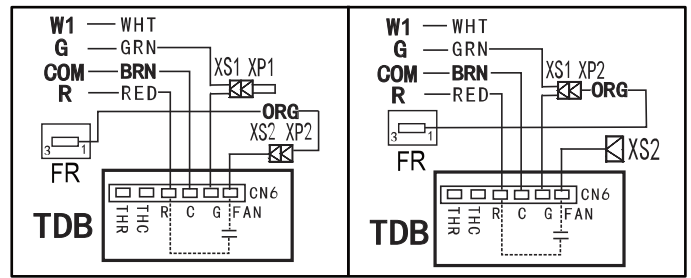 W1 WHT
G GRN
XS1 XP1
COM BRN
R RED
ORG
XS2 XP2
3 1
FR
CN6
THR THC R C G FAN
TDB
W1 WHT
G GRN
XS1 XP2
COM BRN
ORG
R RED
3 1
XS2
FR
CN6
THR THC R C G FAN
TDB